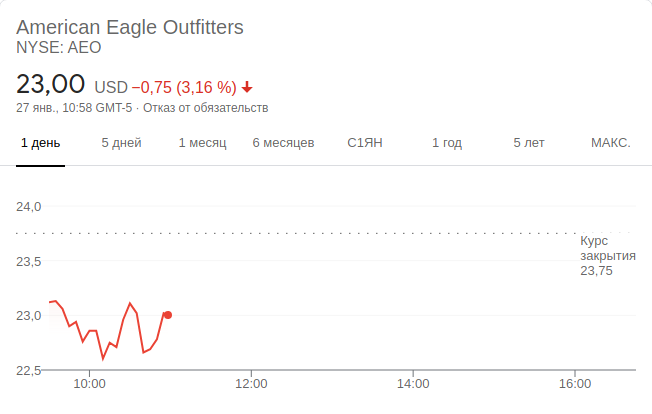 American Eagle Outfitters
NYSE: AEO
23,00 USD −0,75 (3,16 %)
27 янв., 10:58 GMT-5 · Отказ от обязательств
1 день 5 дней 1 месяц 6 месяцев С1ЯН 1 год 5 лет МАКС.
24,0
Курс
закрытия
23,75
23,5
23,0
22,5
10:00 12:00 14:00 16:00